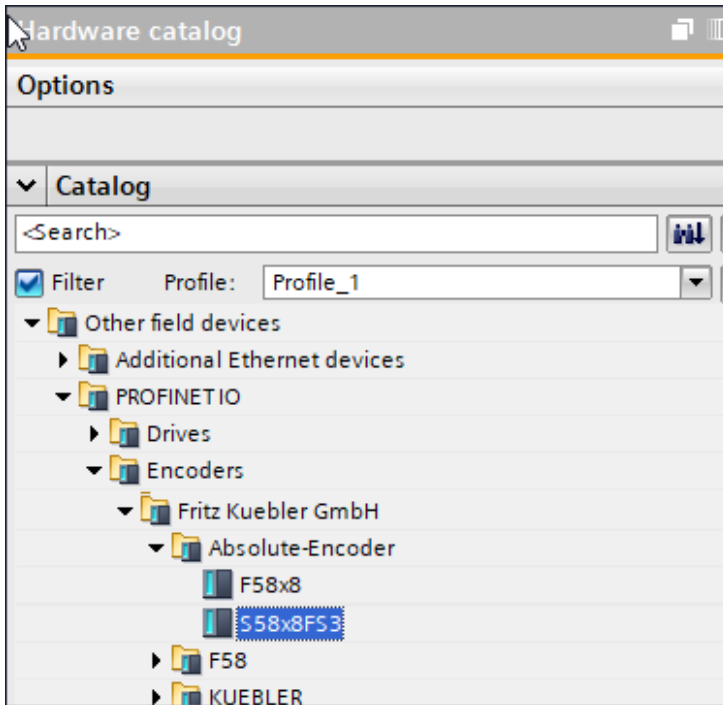 Hardware catalog
Options
Catalog
<Search>
Filter Profile: Profile_1
Other field devices
Additional Ethernet devices
PROFINET IO
Drives
Encoders
Fritz Kuebler GmbH
Absolute-Encoder
F58x8
S58x8FS3
F58
KUEBLER